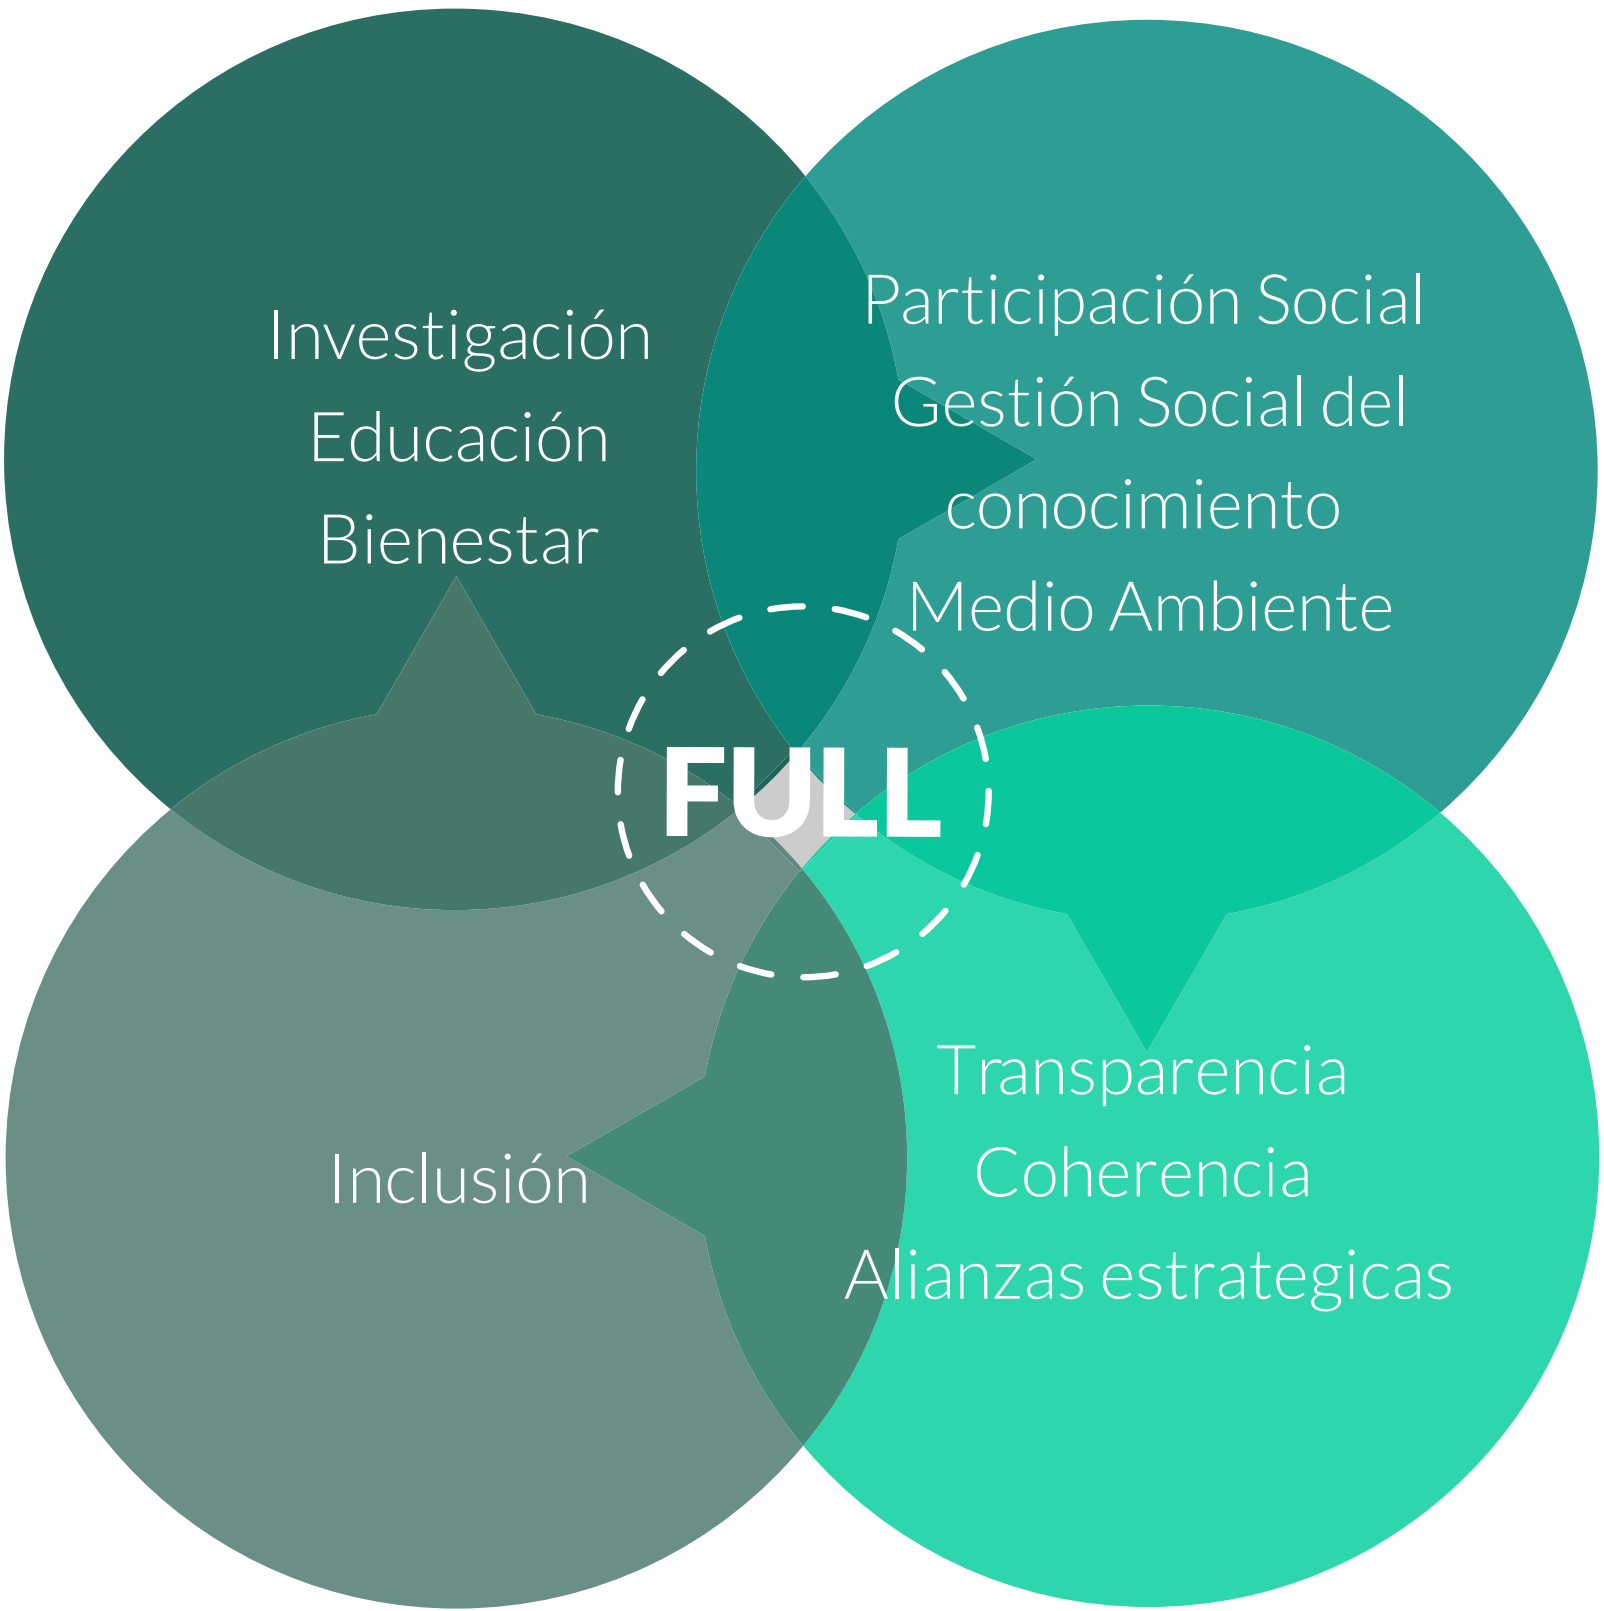 Investigación
Educación
Bienestar
Participación Social
Gestión Social del
conocimiento
Medio Ambiente
FULL
Inclusión
Transparencia
Coherencia
Alianzas estrategicas